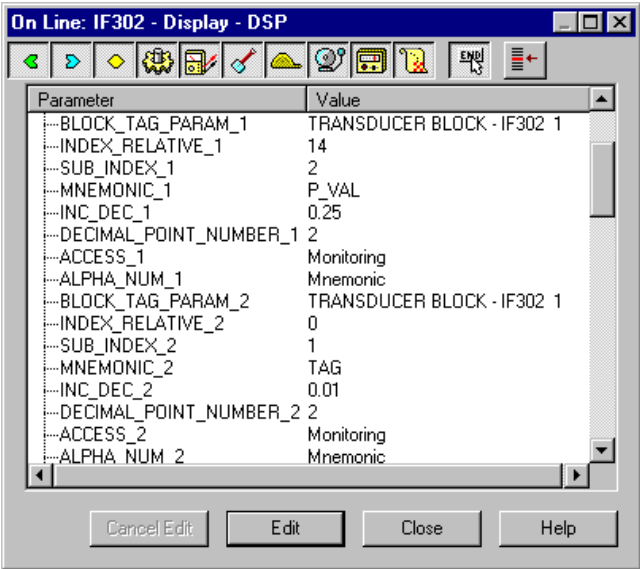 On Line: IF302 - Display - DSP
END
Parameter Value
BLOCK_TAG_PARAM_1 TRANSDUCER BLOCK - IF302 1
INDEX_RELATIVE_1 14
SUB_INDEX_1 2
MNEMONIC_1 P_VAL
INC_DEC_1 0.25
DECIMAL_POINT_NUMBER_1 2
ACCESS_1 Monitoring
ALPHA_NUM_1 Mnemonic
BLOCK_TAG_PARAM_2 TRANSDUCER BLOCK - IF302 1
INDEX_RELATIVE_2 0
SUB_INDEX_2 1
MNEMONIC_2 TAG
INC_DEC_2 0.01
DECIMAL_POINT_NUMBER_2 2
ACCESS_2 Monitoring
ALPHA_NUM_2 Mnemonic
Cancel Edit Edit Close Help